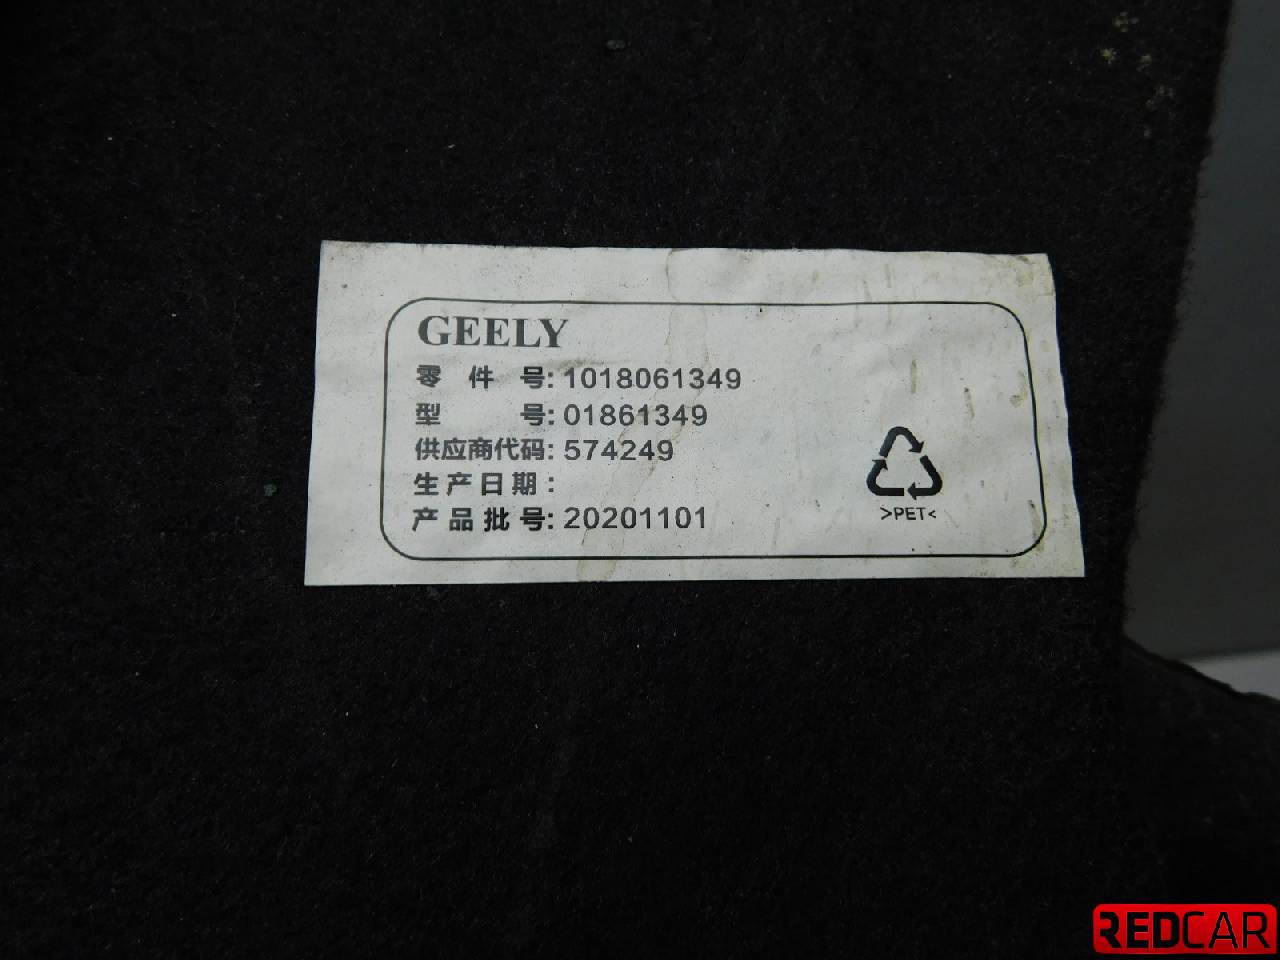 GEELY
零件号:1018061349
型号:01861349
供应商代码:574249
生产日期:
产品批号:20201101
>PET<
REDCAR